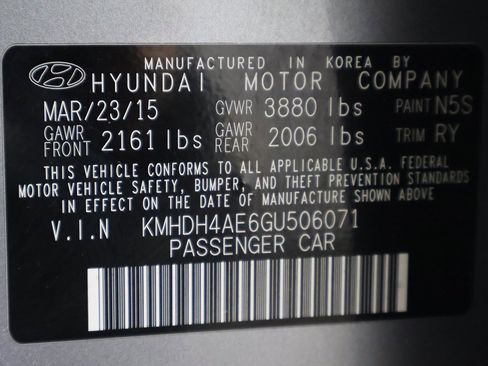 MANUFACTURED IN KOREA BY
HYUNDAI MOTOR COMPANY
MAR/23/15 GVWR 3880 lbs PAINT N5S
GAWR FRONT 2161 lbs GAWR REAR 2006 lbs TRIM RY
THIS VEHICLE CONFORMS TO ALL APPLICABLE U.S.A. FEDERAL
MOTOR VEHICLE SAFETY, BUMPER, AND THEFT PREVENTION STANDARDS
IN EFFECT ON THE DATE OF MANUFACTURE SHOWN ABOVE
V.I.N KMHDH4AE6GU506071
PASSENGER CAR